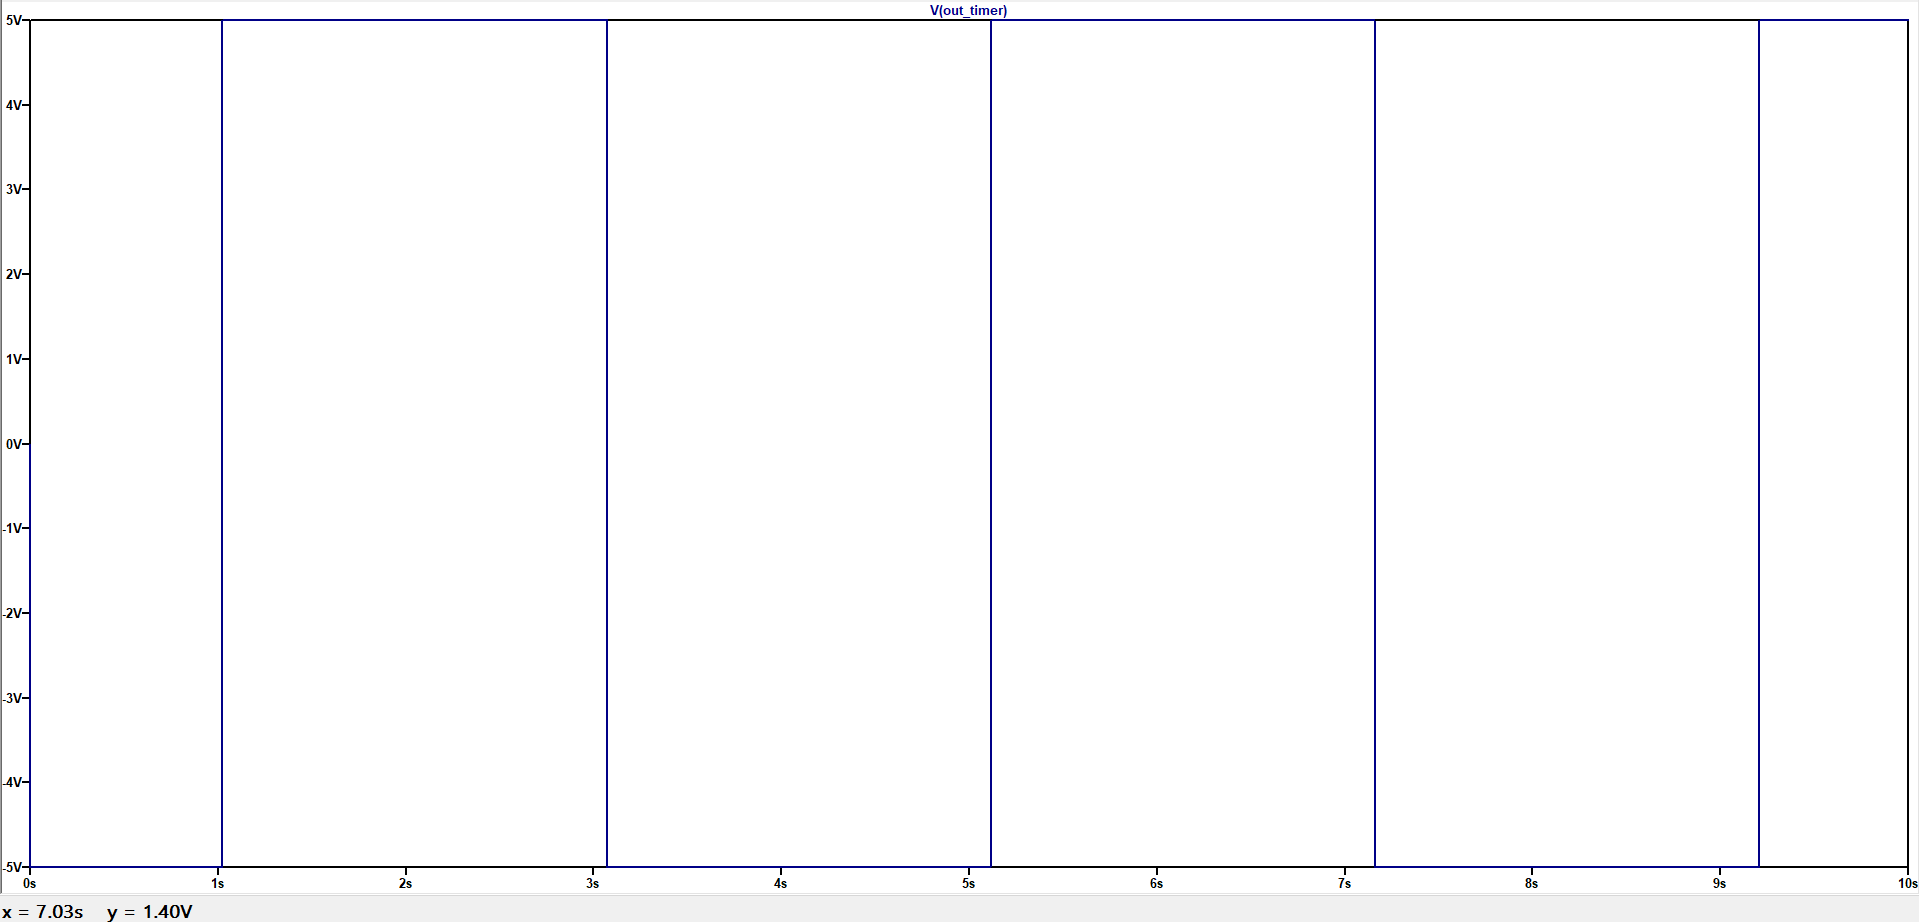 V(out_timer)
5V
4V
3V
2V
1V
0V
-1V
-2V
-3V
-4V
-5V
0s 1s 2s 3s 4s 5s 6s 7s 8s 9s 10s
x = 7.03s y = 1.40V